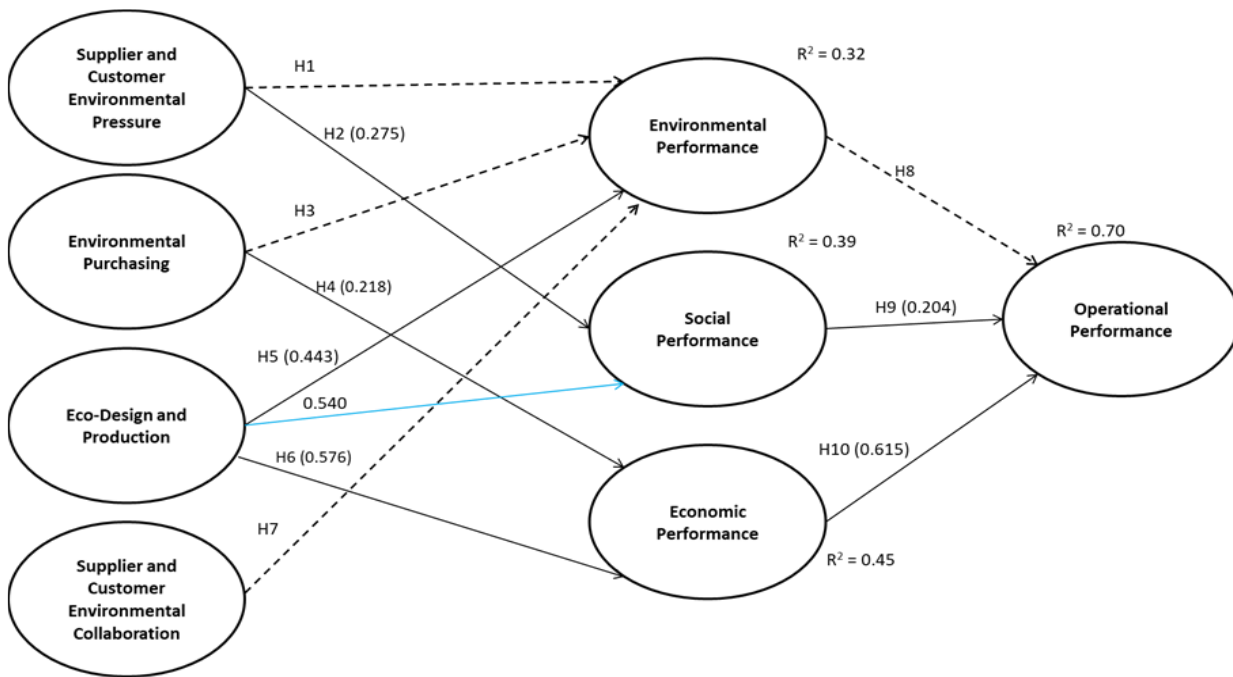 Supplier and
Customer
Environmental
Pressure
H1
H2 (0.275)
Environmental
Performance
R² = 0.32
Environmental
Purchasing
H3
H4 (0.218)
H8
Social
Performance
R² = 0.39
H9 (0.204)
R² = 0.70
Operational
Performance
Eco-Design and
Production
H5 (0.443)
0.540
H6 (0.576)
H10 (0.615)
Economic
Performance
R² = 0.45
Supplier and
Customer
Environmental
Collaboration
H7